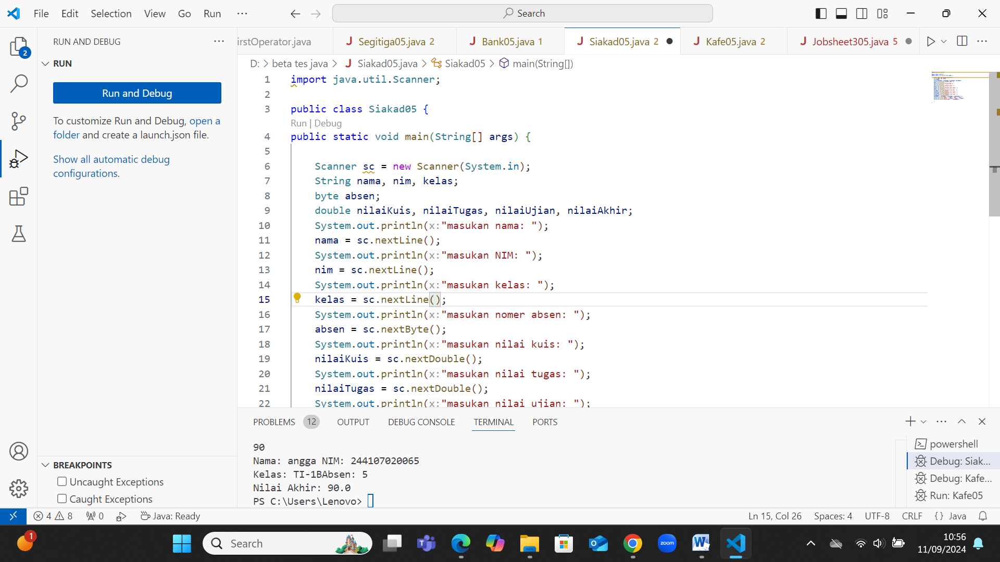 File Edit Selection View Go Run ··· Search
RUN AND DEBUG ···
irstOperator.java Segitiga05.java 2 Bank05.java 1 Siakad05.java 2 Kafe05.java 2 Jobsheet305.java 5 ···
2
RUN
Run and Debug
To customize Run and Debug, open a
folder and create a launch.json file.
Show all automatic debug
configurations.
D: > beta tes java > J Siakad05.java > Siakad05 > main(String[])
1 import java.util.Scanner;
2
3 public class Siakad05 {
Run | Debug
4 public static void main(String[] args) {
5
6 Scanner sc = new Scanner(System.in);
7 String nama, nim, kelas;
8 byte absen;
9 double nilaiKuis, nilaiTugas, nilaiUjian, nilaiAkhir;
10 System.out.println(x:"masukan nama: ");
11 nama = sc.nextLine();
12 System.out.println(x:"masukan NIM: ");
13 nim = sc.nextLine();
14 System.out.println(x:"masukan kelas: ");
15 kelas = sc.nextLine();
16 System.out.println(x:"masukan nomer absen: ");
17 absen = sc.nextByte();
18 System.out.println(x:"masukan nilai kuis: ");
19 nilaiKuis = sc.nextDouble();
20 System.out.println(x:"masukan nilai tugas: ");
21 nilaiTugas = sc.nextDouble();
22 System.out.println(x:"masukan nilai ujian: ");
PROBLEMS 12 OUTPUT DEBUG CONSOLE TERMINAL PORTS
90
Nama: angga NIM: 244107020065
Kelas: TI-1BAbsen: 5
Nilai Akhir: 90.0
PS C:\Users\Lenovo>
powershell
Debug: Siak...
Debug: Kafe...
Run: Kafe05
BREAKPOINTS
Uncaught Exceptions
Caught Exceptions
4 8 0 Java: Ready Ln 15, Col 26 Spaces: 4 UTF-8 CRLF {} Java
1
Search
zoom
10:56
11/09/2024